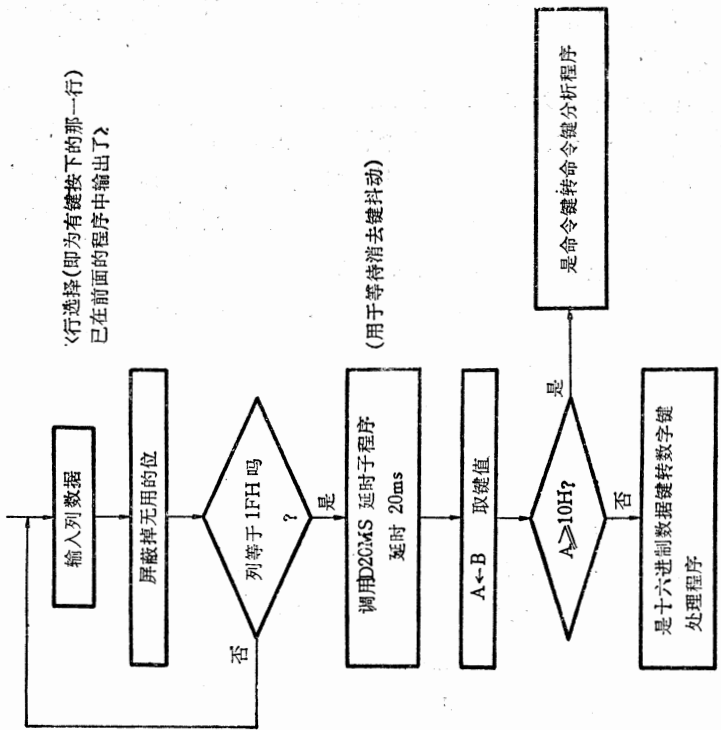 〈行选择(即为有键按下的那一行)
已在前面的程序中输出了〉
输入列数据
屏蔽掉无用的位
列等于 1FH 吗
?
否
是
调用D20MS 延时子程序
延时 20ms
(用于等待消去键抖动)
A←B 取键值
A⩾10H?
是
是命令键转命令键分析程序
否
是十六进制数据键转数字键
处理程序